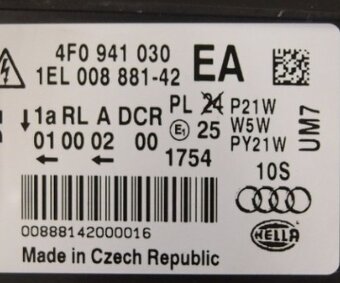 4F0 941 030 EA
1EL 008 881-42
1a RL A DCR PL 24 P21W
E1 25 W5W
01 00 02 00 PY21W
1754 UM7
10S
00888142000016 HELLA
Made in Czech Republic